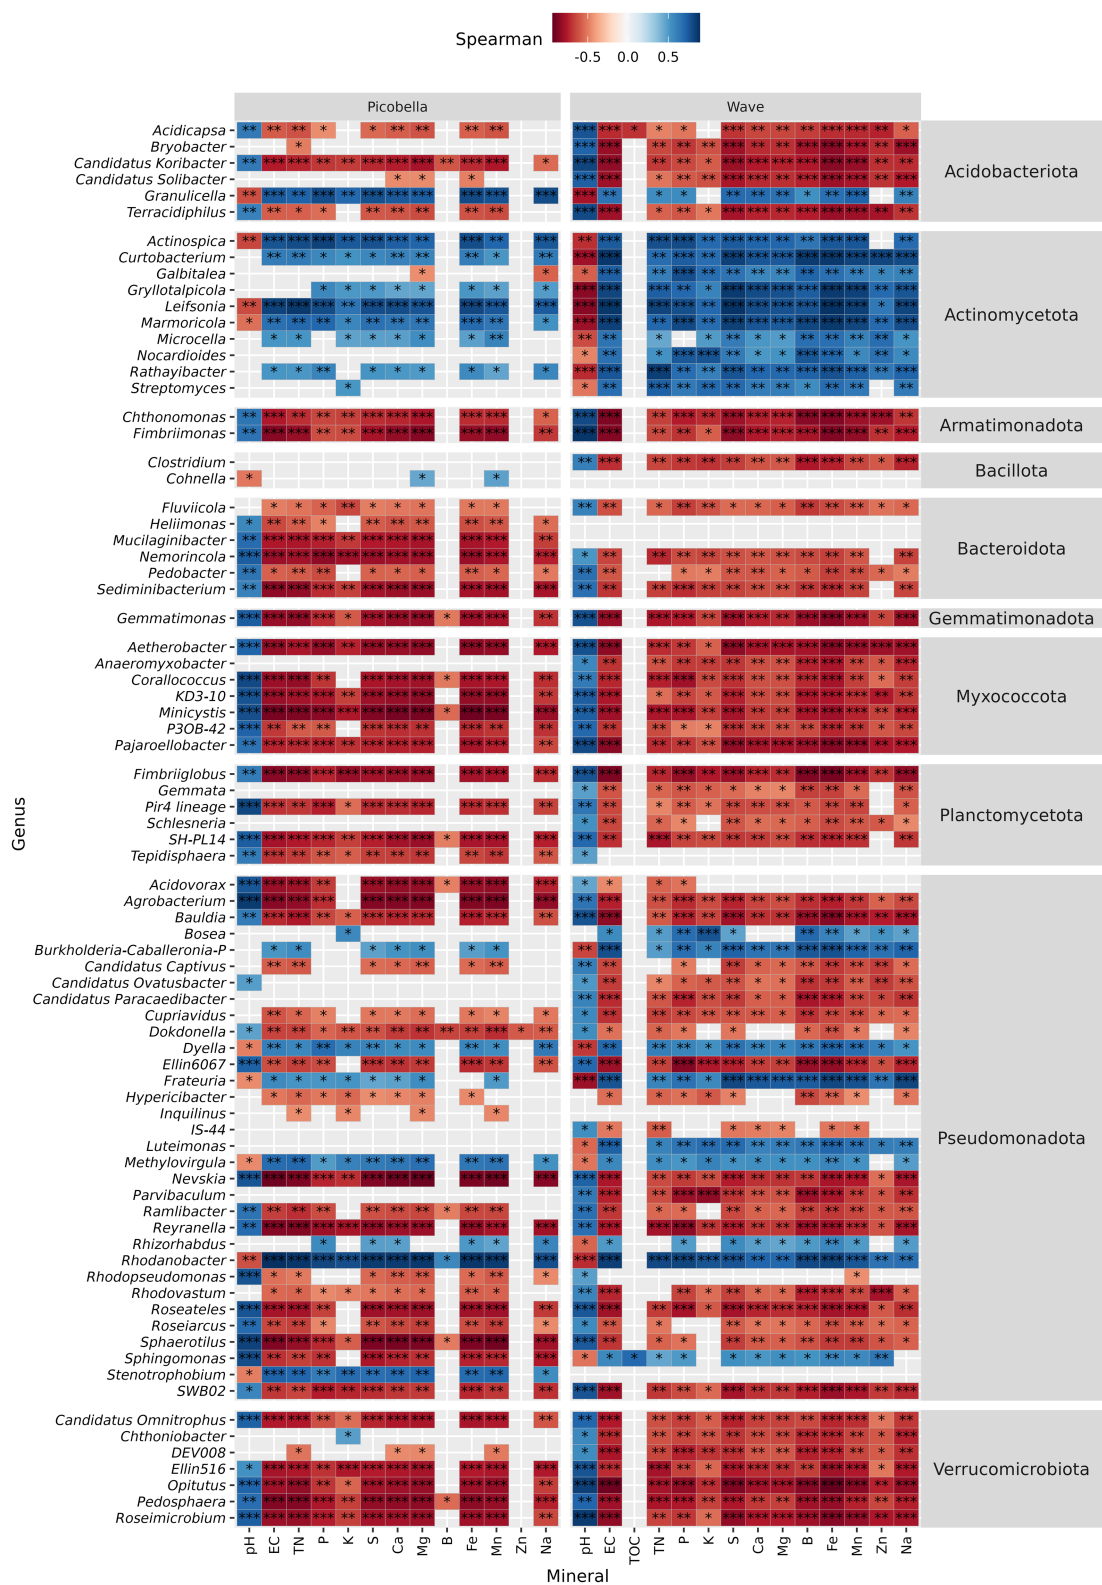 Spearman
-0.5 0.0 0.5
Picobella
Wave
Acidicapsa
Bryobacter
Candidatus Koribacter
Candidatus Solibacter
Granulicella
Terracidiphilus
Acidobacteriota
Actinospica
Curtobacterium
Galbitalea
Gryllotalpicola
Leifsonia
Marmoricola
Microcella
Nocardioides
Rathayibacter
Streptomyces
Actinomycetota
Chthonomonas
Fimbriimonas
Armatimonadota
Clostridium
Cohnella
Bacillota
Fluviicola
Heliimonas
Mucilaginibacter
Nemorincola
Pedobacter
Sediminibacterium
Bacteroidota
Gemmatimonas
Gemmatimonadota
Aetherobacter
Anaeromyxobacter
Corallococcus
KD3-10
Minicystis
P3OB-42
Pajaroellobacter
Myxococcota
Fimbriiglobus
Gemmata
Pir4 lineage
Schlesneria
SH-PL14
Tepidisphaera
Planctomycetota
Acidovorax
Agrobacterium
Bauldia
Bosea
Burkholderia-Caballeronia-P
Candidatus Captivus
Candidatus Ovatusbacter
Candidatus Paracaedibacter
Cupriavidus
Dokdonella
Dyella
Ellin6067
Frateuria
Hypericibacter
Inquilinus
IS-44
Luteimonas
Methylovirgula
Nevskia
Parvibaculum
Ramlibacter
Reyranella
Rhizorhabdus
Rhodanobacter
Rhodopseudomonas
Rhodovastum
Roseateles
Roseiarcus
Sphaerotilus
Sphingomonas
Stenotrophobium
SWB02
Pseudomonadota
Candidatus Omnitrophus
Chthoniobacter
DEV008
Ellin516
Opitutus
Pedosphaera
Roseimicrobium
Verrucomicrobiota
Genus
pH EC TN P K S Ca Mg B Fe Mn Zn Na
pH EC TOC TN P K S Ca Mg B Fe Mn Zn Na
Mineral